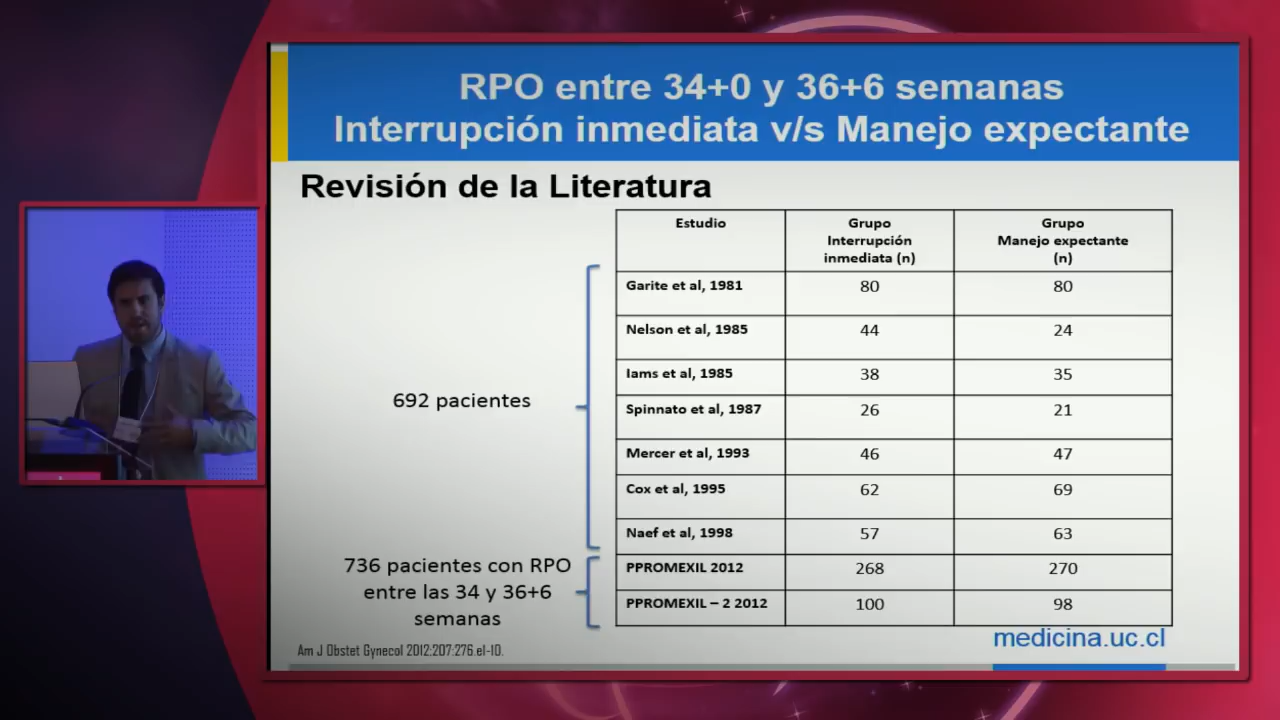 RPO entre 34+0 y 36+6 semanas
Interrupción inmediata v/s Manejo expectante
Revisión de la Literatura
Estudio
Grupo
Interrupción
inmediata (n)
Grupo
Manejo expectante
(n)
Garite et al, 1981 80 80
Nelson et al, 1985 44 24
Iams et al, 1985 38 35
Spinnato et al, 1987 26 21
Mercer et al, 1993 46 47
Cox et al, 1995 62 69
Naef et al, 1998 57 63
PPROMEXIL 2012 268 270
PPROMEXIL – 2 2012 100 98
692 pacientes
736 pacientes con RPO
entre las 34 y 36+6
semanas
Am J Obstet Gynecol 2012;207:276.e1-10.
medicina.uc.cl